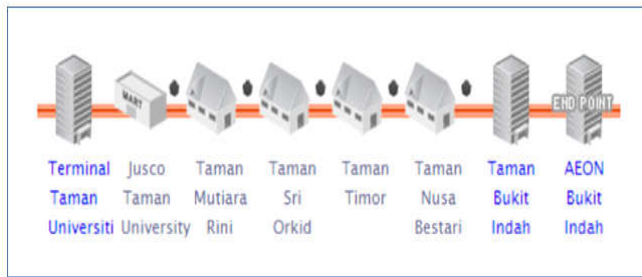 MART
END POINT
Terminal Jusco Taman Taman Taman Taman Taman AEON
Taman Taman Mutiara Sri Timor Nusa Bukit Bukit
Universiti University Rini Orkid Bestari Indah Indah